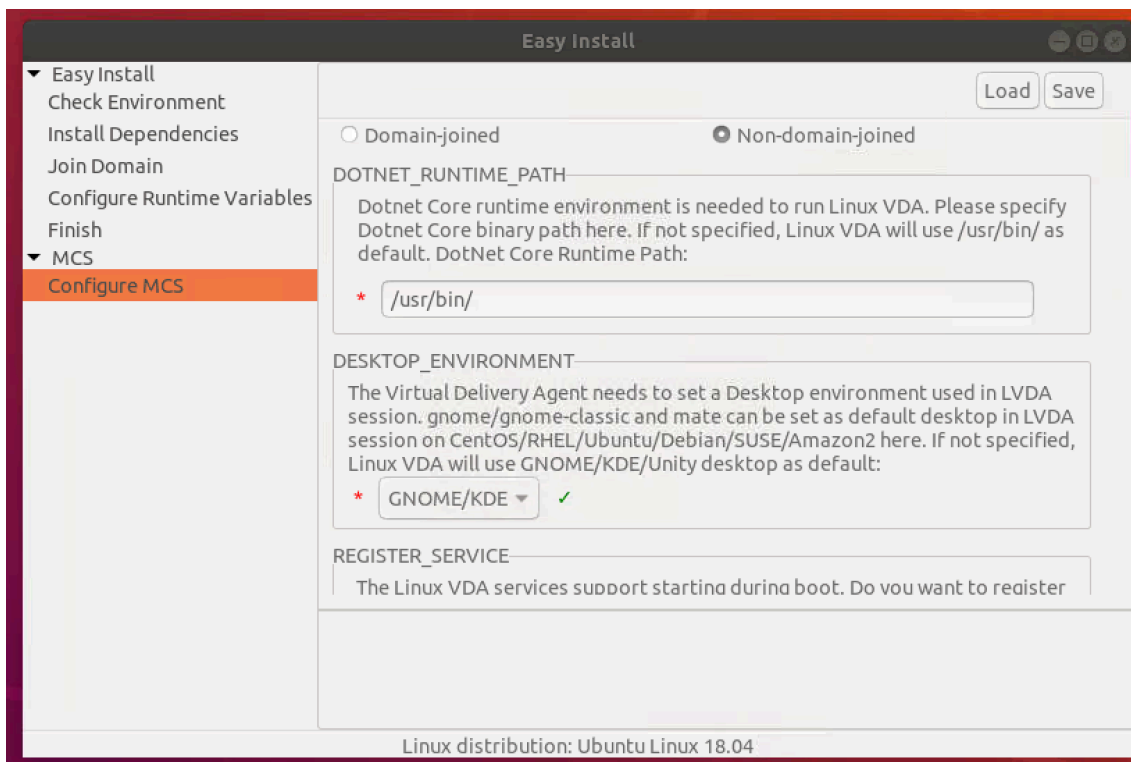 Easy Install
Easy Install
Check Environment
Install Dependencies
Join Domain
Configure Runtime Variables
Finish
MCS
Configure MCS
Load Save
Domain-joined Non-domain-joined
DOTNET_RUNTIME_PATH
Dotnet Core runtime environment is needed to run Linux VDA. Please specify
Dotnet Core binary path here. If not specified, Linux VDA will use /usr/bin/ as
default. DotNet Core Runtime Path:
* /usr/bin/
DESKTOP_ENVIRONMENT
The Virtual Delivery Agent needs to set a Desktop environment used in LVDA
session. gnome/gnome-classic and mate can be set as default desktop in LVDA
session on CentOS/RHEL/Ubuntu/Debian/SUSE/Amazon2 here. If not specified,
Linux VDA will use GNOME/KDE/Unity desktop as default:
* GNOME/KDE ✓
REGISTER_SERVICE
The Linux VDA services support starting during boot. Do you want to register
Linux distribution: Ubuntu Linux 18.04